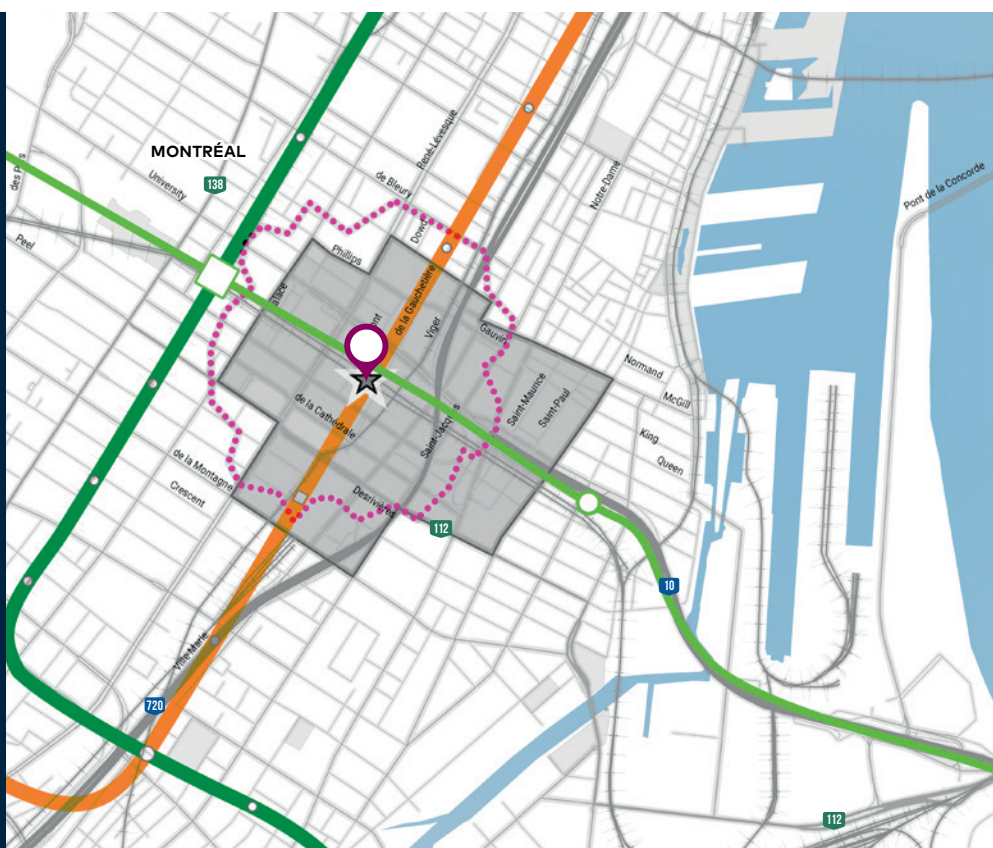 MONTRÉAL
138
University
Peel
René-Lévesque
de Bleury
Dowd
Notre-Dame
Pont de la Concorde
Phillips
de la Gauchetière
Viger
Gauvin
Normand
McGill
King
Queen
Saint-Maurice
Saint-Paul
de la Cathédrale
Saint-Jacques
de la Montagne
Crescent
Desrivières
112
10
Ville-Marie
720
112